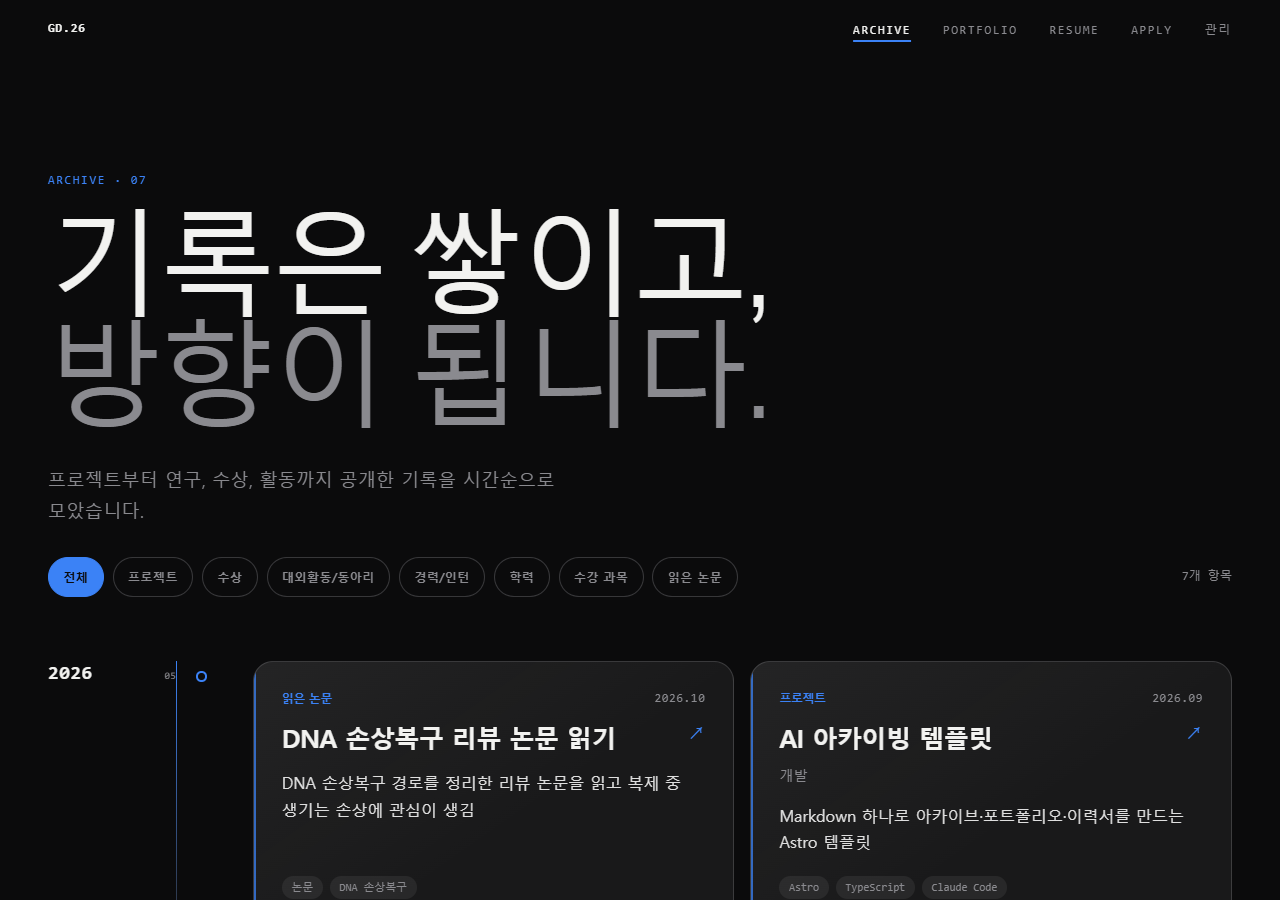 GD.26
ARCHIVE PORTFOLIO RESUME APPLY 관리
ARCHIVE · 07
기록은 쌓이고,
방향이 됩니다.
프로젝트부터 연구, 수상, 활동까지 공개한 기록을 시간순으로
모았습니다.
전체 프로젝트 수상 대외활동/동아리 경력/인턴 학력 수강 과목 읽은 논문 7개 항목
2026 05
읽은 논문 2026.10
DNA 손상복구 리뷰 논문 읽기 ↗
DNA 손상복구 경로를 정리한 리뷰 논문을 읽고 복제 중
생기는 손상에 관심이 생김
논문 DNA 손상복구
프로젝트 2026.09
AI 아카이빙 템플릿 ↗
개발
Markdown 하나로 아카이브·포트폴리오·이력서를 만드는
Astro 템플릿
Astro TypeScript Claude Code